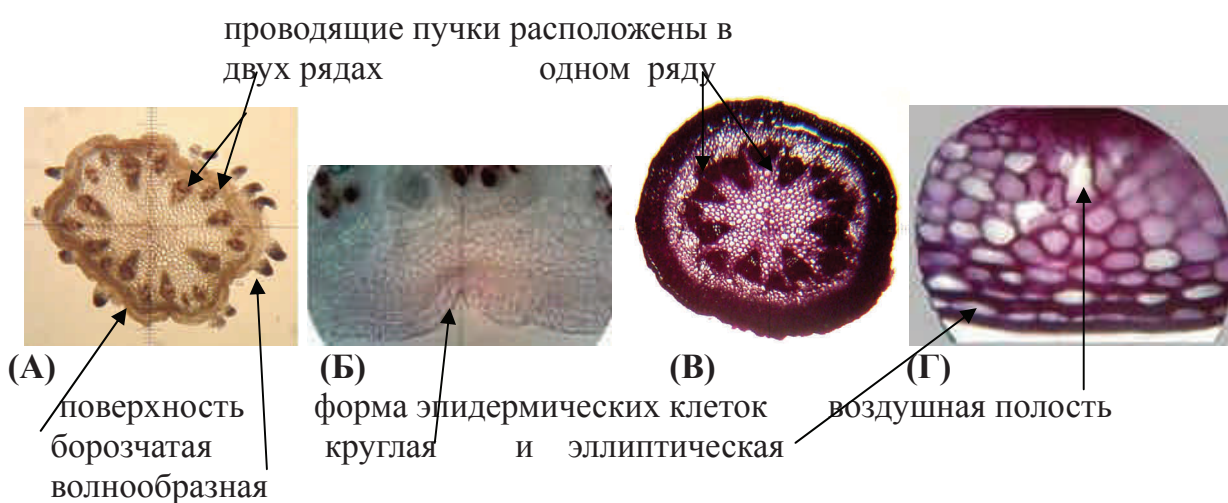 проводящие пучки расположены в
двух рядах одном ряду
(А) (Б) (В) (Г)
поверхность форма эпидермических клеток воздушная полость
борозчатая круглая и эллиптическая
волнообразная